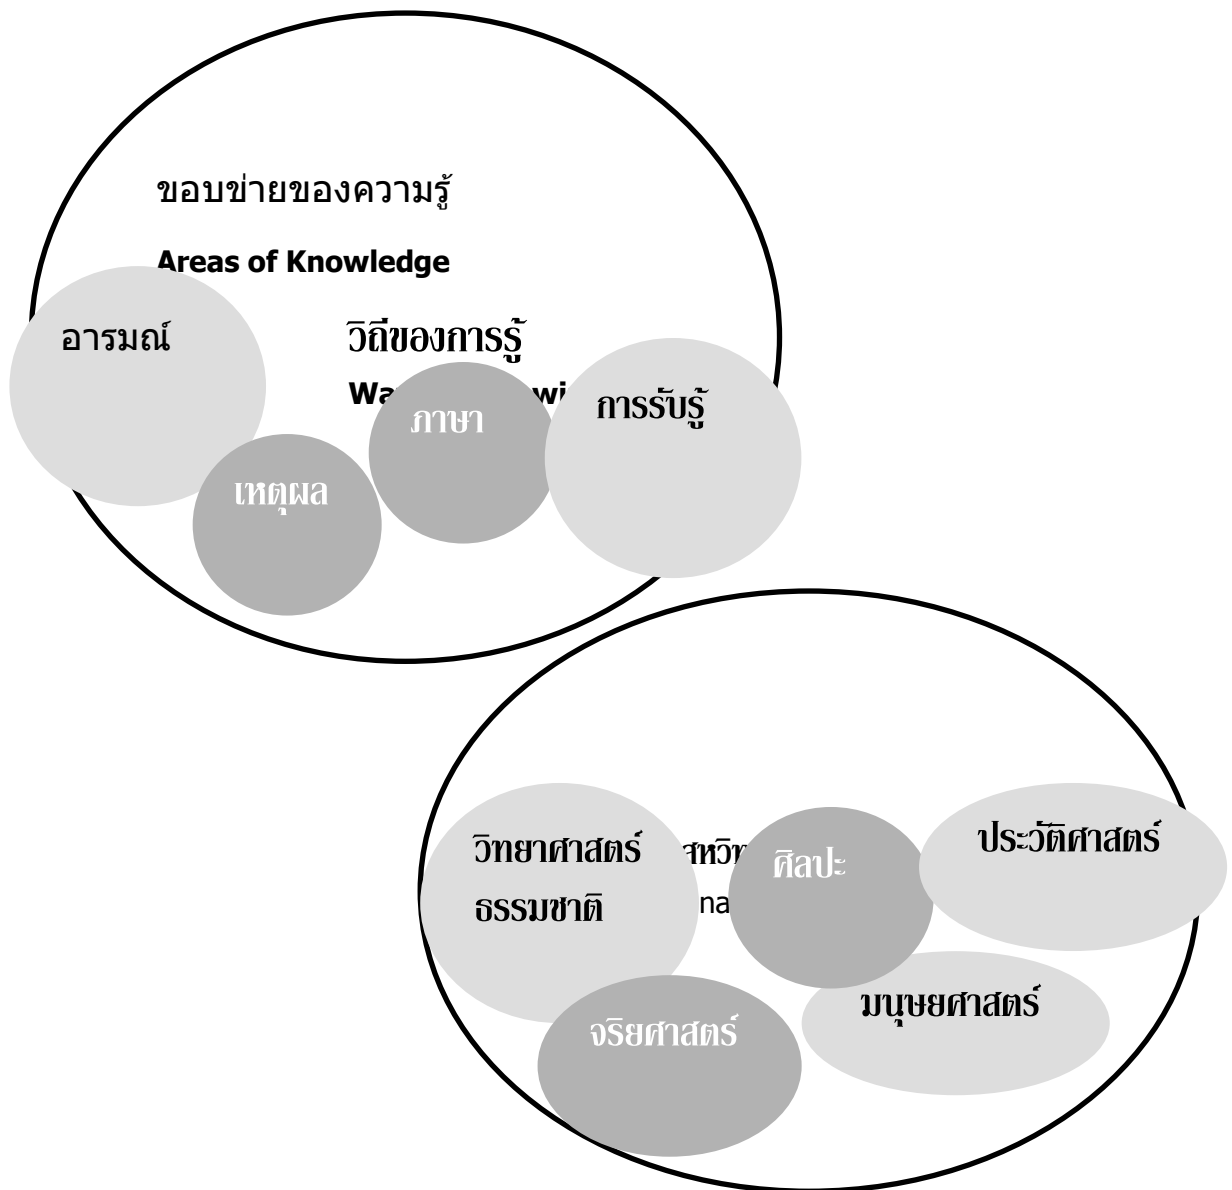 ขอบข่ายของความรู้
Areas of Knowledge
อารมณ์
วิถีของการรู้
ภาษา
การรับรู้
เหตุผล
วิทยาศาสตร์
ธรรมชาติ
ศิลปะ
ประวัติศาสตร์
มนุษยศาสตร์
จริยศาสตร์